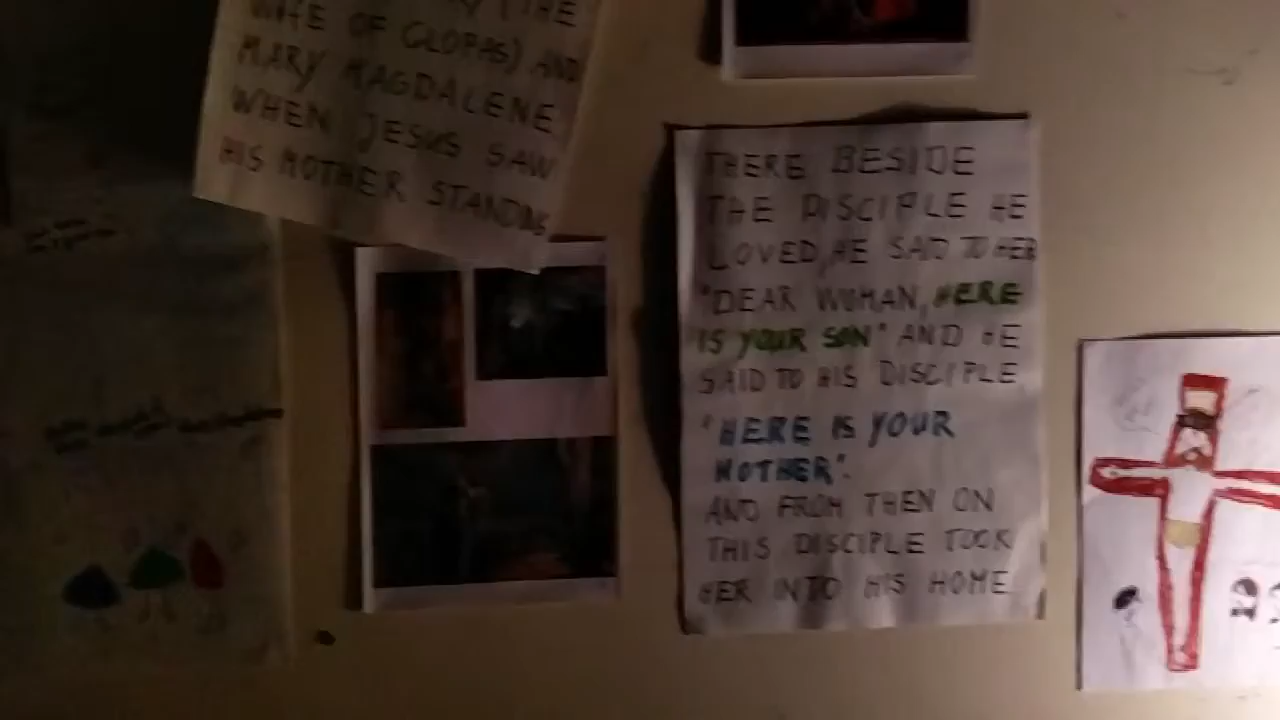 (THE
WIFE OF CLOPAS) AND
MARY MAGDALENE
WHEN JESUS SAW
HIS MOTHER STANDING
THERE BESIDE
THE DISCIPLE HE
LOVED, HE SAID TO HER
"DEAR WOMAN, HERE
IS YOUR SON" AND HE
SAID TO HIS DISCIPLE
"HERE IS YOUR
MOTHER".
AND FROM THEN ON
THIS DISCIPLE TOOK
HER INTO HIS HOME